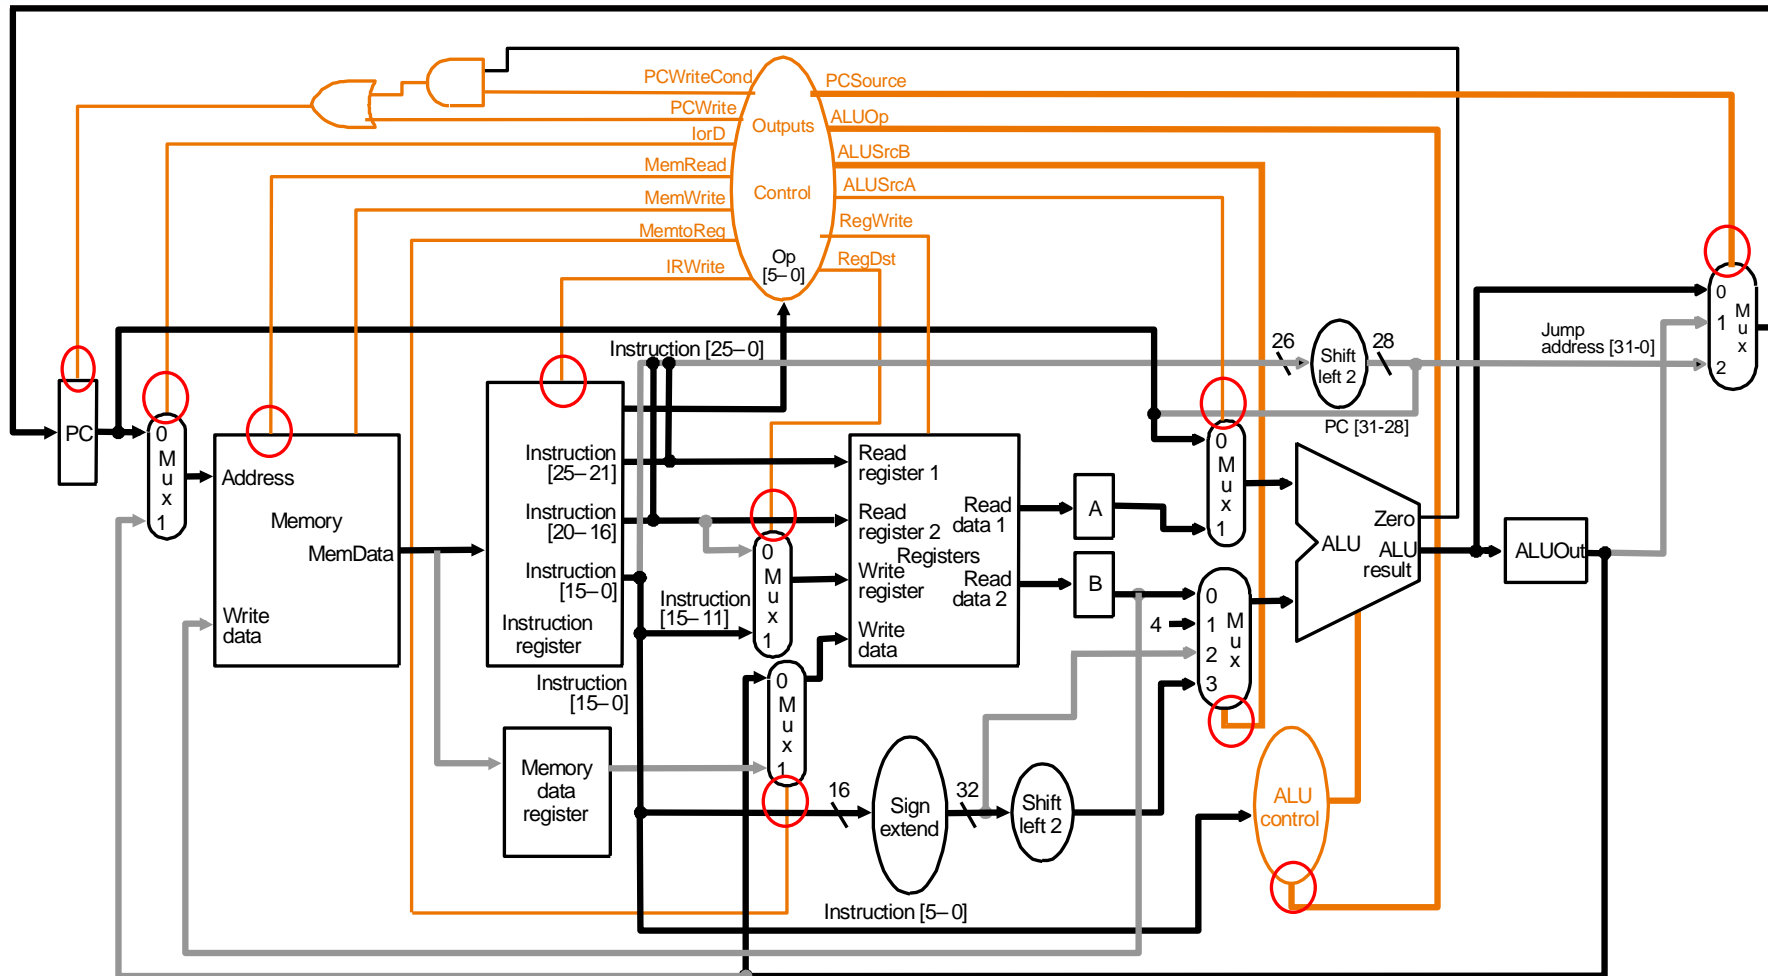 PCWriteCond
PCSource
PCWrite
ALUOp
Outputs
IorD
ALUSrcB
MemRead
Control
ALUSrcA
MemWrite
RegWrite
MemtoReg
Op
[5–0]
RegDst
IRWrite
0
1
2
M
u
x
Jump
address [31-0]
Instruction [25–0]
26
Shift
left 2
28
PC [31-28]
PC
0
M
u
x
1
Address
Memory
MemData
Write
data
Instruction
[25–21]
Instruction
[20–16]
Instruction
[15–0]
Instruction
register
Instruction
[15–11]
0
M
u
x
1
Read
register 1
Read
register 2
Registers
Write
register
Write
data
Read
data 1
Read
data 2
A
B
0
M
u
x
1
4
0
1
2
3
M
u
x
Zero
ALU
ALU
result
ALUOut
Instruction
[15–0]
0
M
u
x
1
Memory
data
register
16
Sign
extend
32
Shift
left 2
ALU
control
Instruction [5–0]